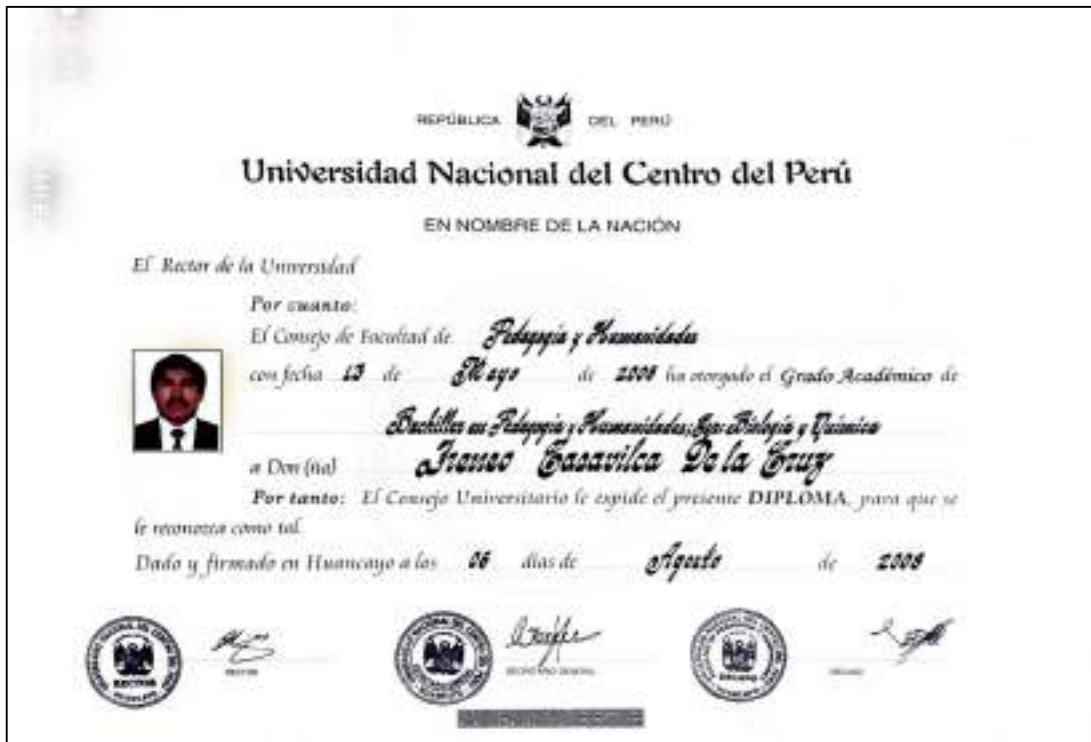 REPÚBLICA DEL PERÚ
Universidad Nacional del Centro del Perú
EN NOMBRE DE LA NACIÓN
El Rector de la Universidad
Por cuanto:
El Consejo de Facultad de Pedagogía y Humanidades
con fecha 13 de Mayo de 2008 ha otorgado el Grado Académico de
Bachiller en Pedagogía y Humanidades; Biología y Química
a Don (ña) Ireneo Casavilca De la Cruz
Por tanto: El Consejo Universitario le expide el presente DIPLOMA, para que se
le reconozca como tal.
Dado y firmado en Huancayo a los 06 días de Agosto de 2008
RECTOR
RECTOR
SECRETARIO GENERAL
DECANO
DECANO